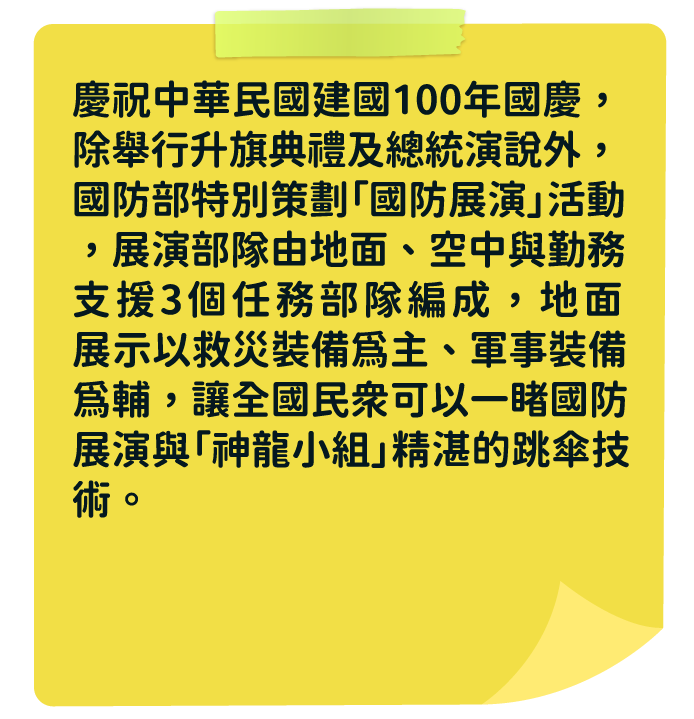 慶祝中華民國建國100年國慶，
除舉行升旗典禮及總統演說外，
國防部特別策劃「國防展演」活動
，展演部隊由地面、空中與勤務
支援3個任務部隊編成，地面
展示以救災裝備為主、軍事裝備
為輔，讓全國民眾可以一睹國防
展演與「神龍小組」精湛的跳傘技
術。